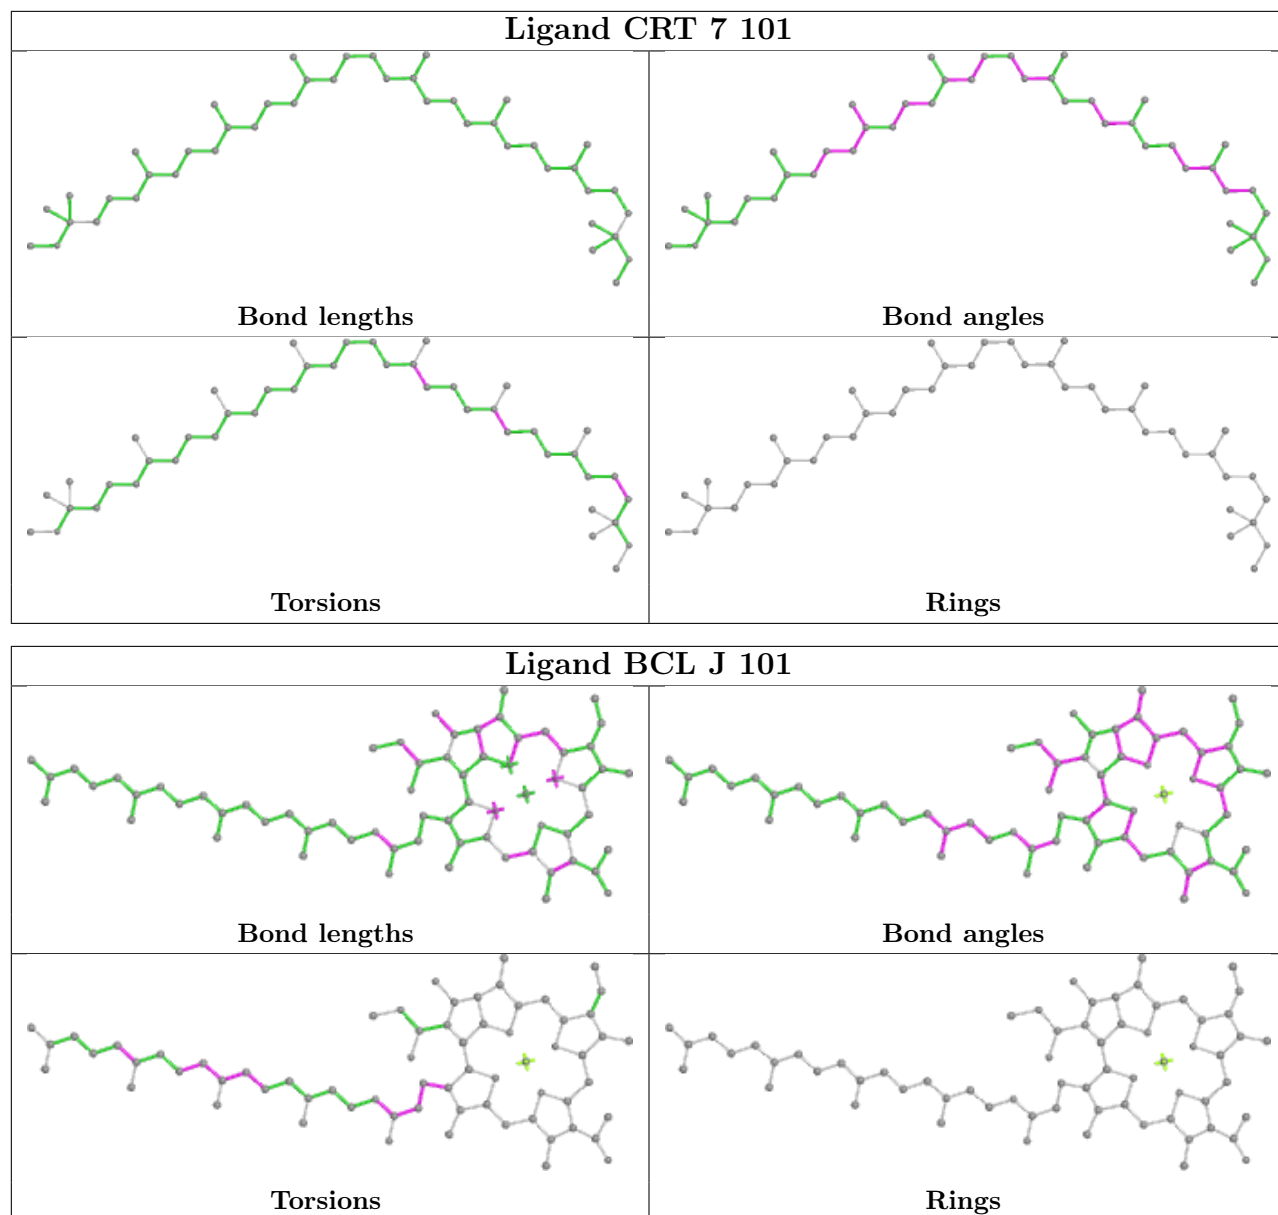 Ligand CRT 7 101
Bond lengths
Bond angles
Torsions
Rings
Ligand BCL J 101
Bond lengths
Bond angles
Torsions
Rings